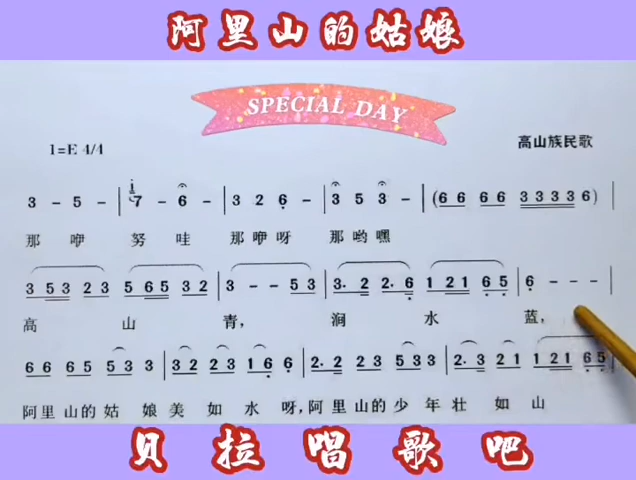 阿里山的姑娘
SPECIAL DAY
1=E 4/4
高山族民歌
3 - 5 - | 7 - 6 - | 3 2 6 - | 3 5 3 - | (6 6 6 6 3 3 3 3 6) |
那 咿 努 哇 那 咿 呀 那 哟 嘿
3 5 3 2 3 5 6 5 3 2 | 3 - - 5 3 | 3. 2 2. 6 1 2 1 6 5 | 6 - - -
高 山 青, 涧 水 蓝,
6 6 6 5 5 3 3 | 2 3 2 3 1 6 6 | 2. 2 2 3 5 3 3 | 2. 3 2 1 1 2 1 6 5
阿里 山的 姑 娘 美 如 水 呀, 阿里 山的 少 年 壮 如 山
贝拉唱歌吧